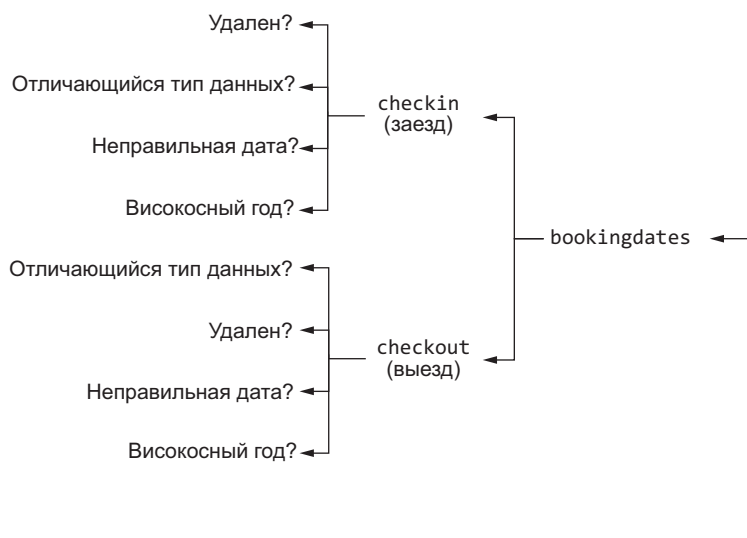 Удален?
Отличающийся тип данных?
checkin
(заезд)
Неправильная дата?
Високосный год?
bookingdates
Отличающийся тип данных?
Удален?
checkout
(выезд)
Неправильная дата?
Високосный год?